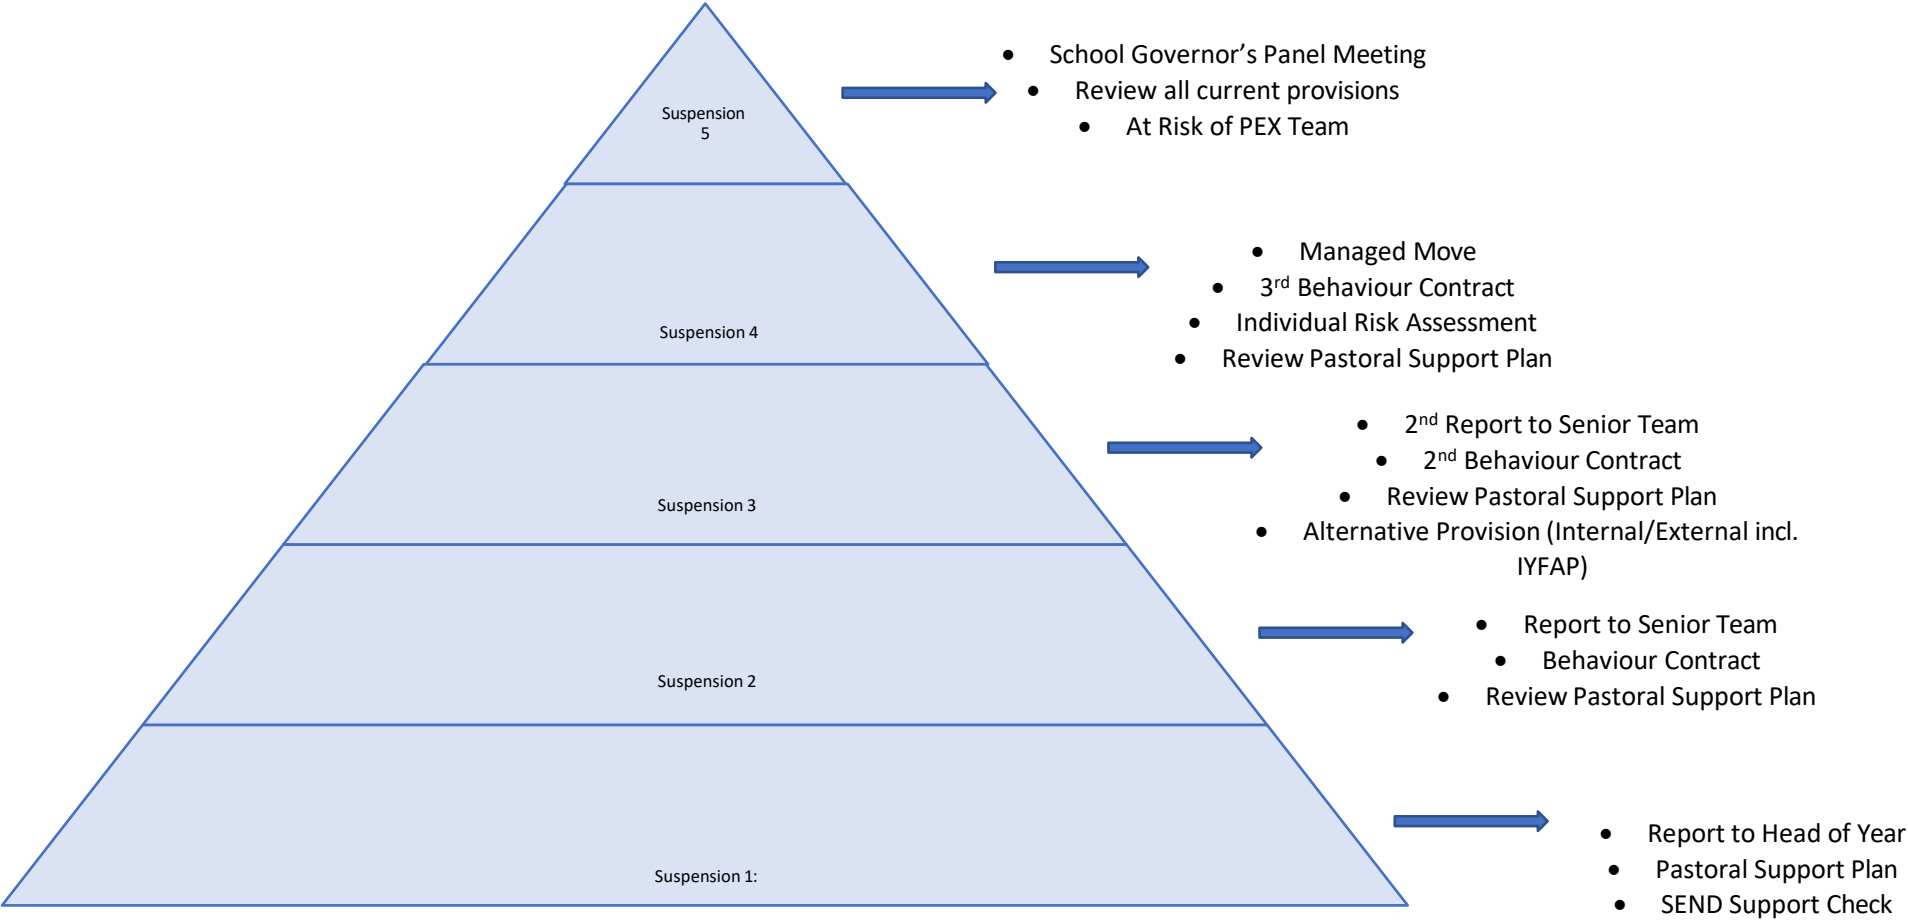 Suspension
5
• School Governor’s Panel Meeting
• Review all current provisions
• At Risk of PEX Team
Suspension 4
• Managed Move
• 3rd Behaviour Contract
• Individual Risk Assessment
• Review Pastoral Support Plan
Suspension 3
• 2nd Report to Senior Team
• 2nd Behaviour Contract
• Review Pastoral Support Plan
• Alternative Provision (Internal/External incl.
IYFAP)
Suspension 2
• Report to Senior Team
• Behaviour Contract
• Review Pastoral Support Plan
Suspension 1:
• Report to Head of Year
• Pastoral Support Plan
• SEND Support Check